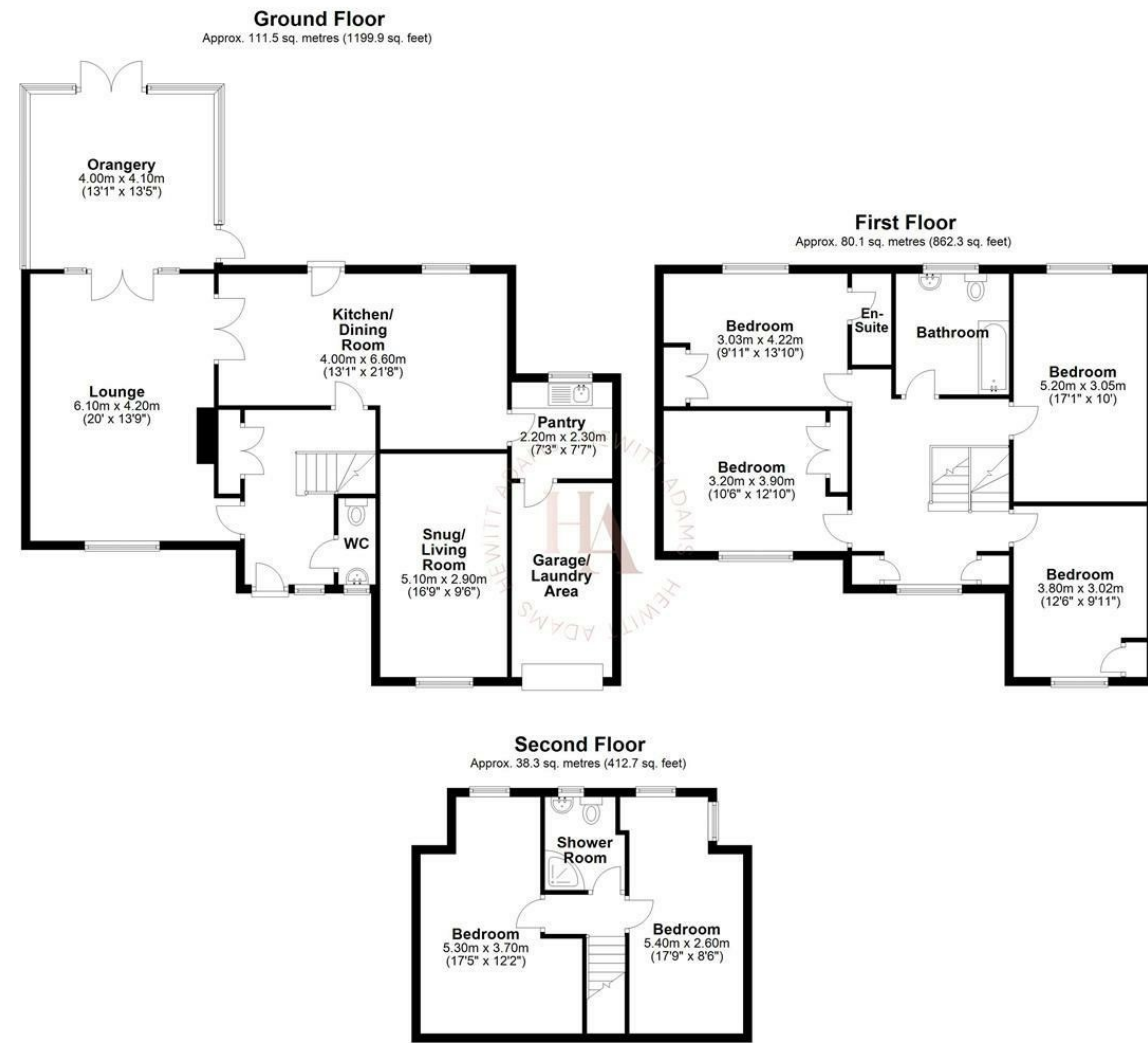 Ground Floor
Approx. 111.5 sq. metres (1199.9 sq. feet)
Orangery
4.00m x 4.10m
(13'1" x 13'5")
Kitchen/
Dining
Room
4.00m x 6.60m
(13'1" x 21'8")
Lounge
6.10m x 4.20m
(20' x 13'9")
Pantry
2.20m x 2.30m
(7'3" x 7'7")
WC
Snug/
Living
Room
5.10m x 2.90m
(16'9" x 9'6")
Garage/
Laundry
Area
HA
HEWITT ADAMS HEWITT ADAMS HEWITT ADAMS
First Floor
Approx. 80.1 sq. metres (862.3 sq. feet)
Bedroom
3.03m x 4.22m
(9'11" x 13'10")
En-
Suite
Bathroom
Bedroom
5.20m x 3.05m
(17'1" x 10')
Bedroom
3.20m x 3.90m
(10'6" x 12'10")
Bedroom
3.80m x 3.02m
(12'6" x 9'11")
Second Floor
Approx. 38.3 sq. metres (412.7 sq. feet)
Shower
Room
Bedroom
5.30m x 3.70m
(17'5" x 12'2")
Bedroom
5.40m x 2.60m
(17'9" x 8'6")